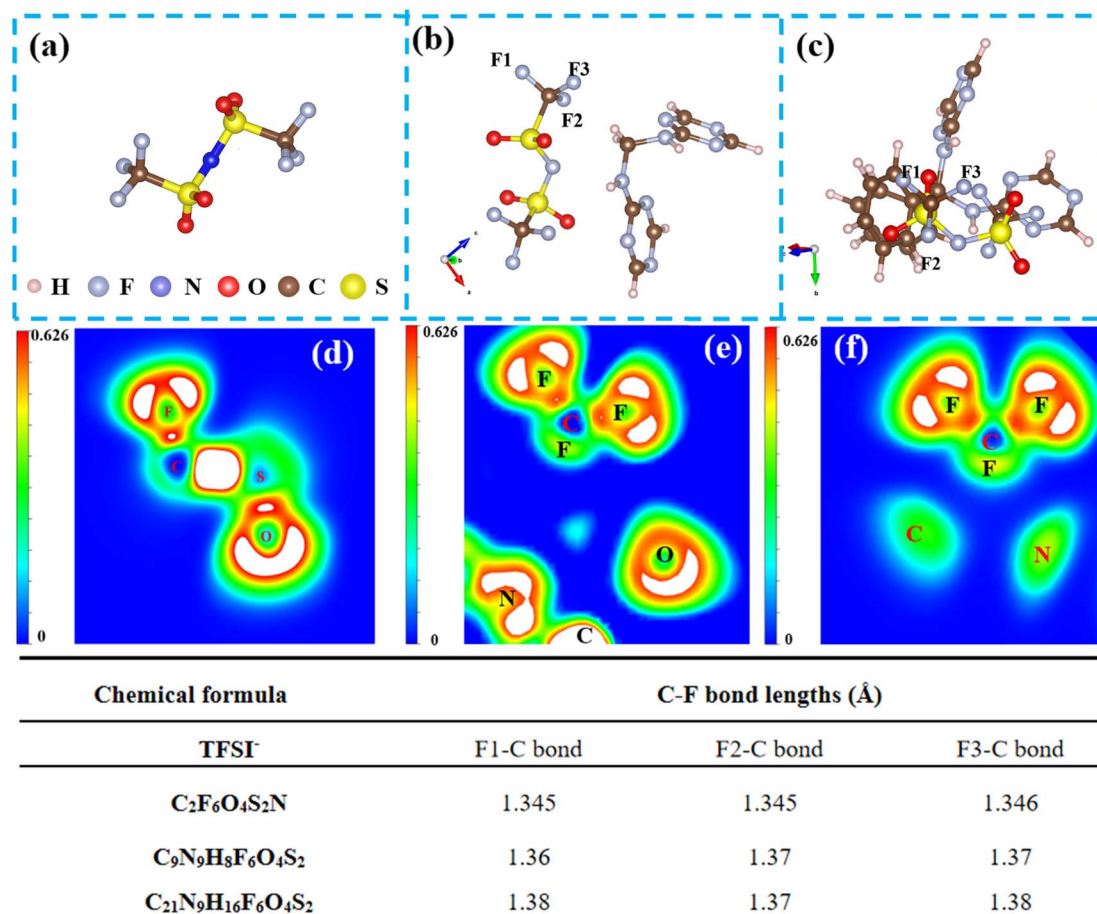 (a)
(b)
(c)
F1
F3
F2
F1
F3
F2
c
b
a
b
H F N O C S
0.626
(d)
F
C
S
O
0
0.626
(e)
F
F
C
F
O
N
C
0
0.626
(f)
F
F
C
F
C
N
0
Chemical formula C-F bond lengths (Å)
TFSI⁻ F1-C bond F2-C bond F3-C bond
C₂F₆O₄S₂N 1.345 1.345 1.346
C₉N₉H₈F₆O₄S₂ 1.36 1.37 1.37
C₂₁N₉H₁₆F₆O₄S₂ 1.38 1.37 1.38